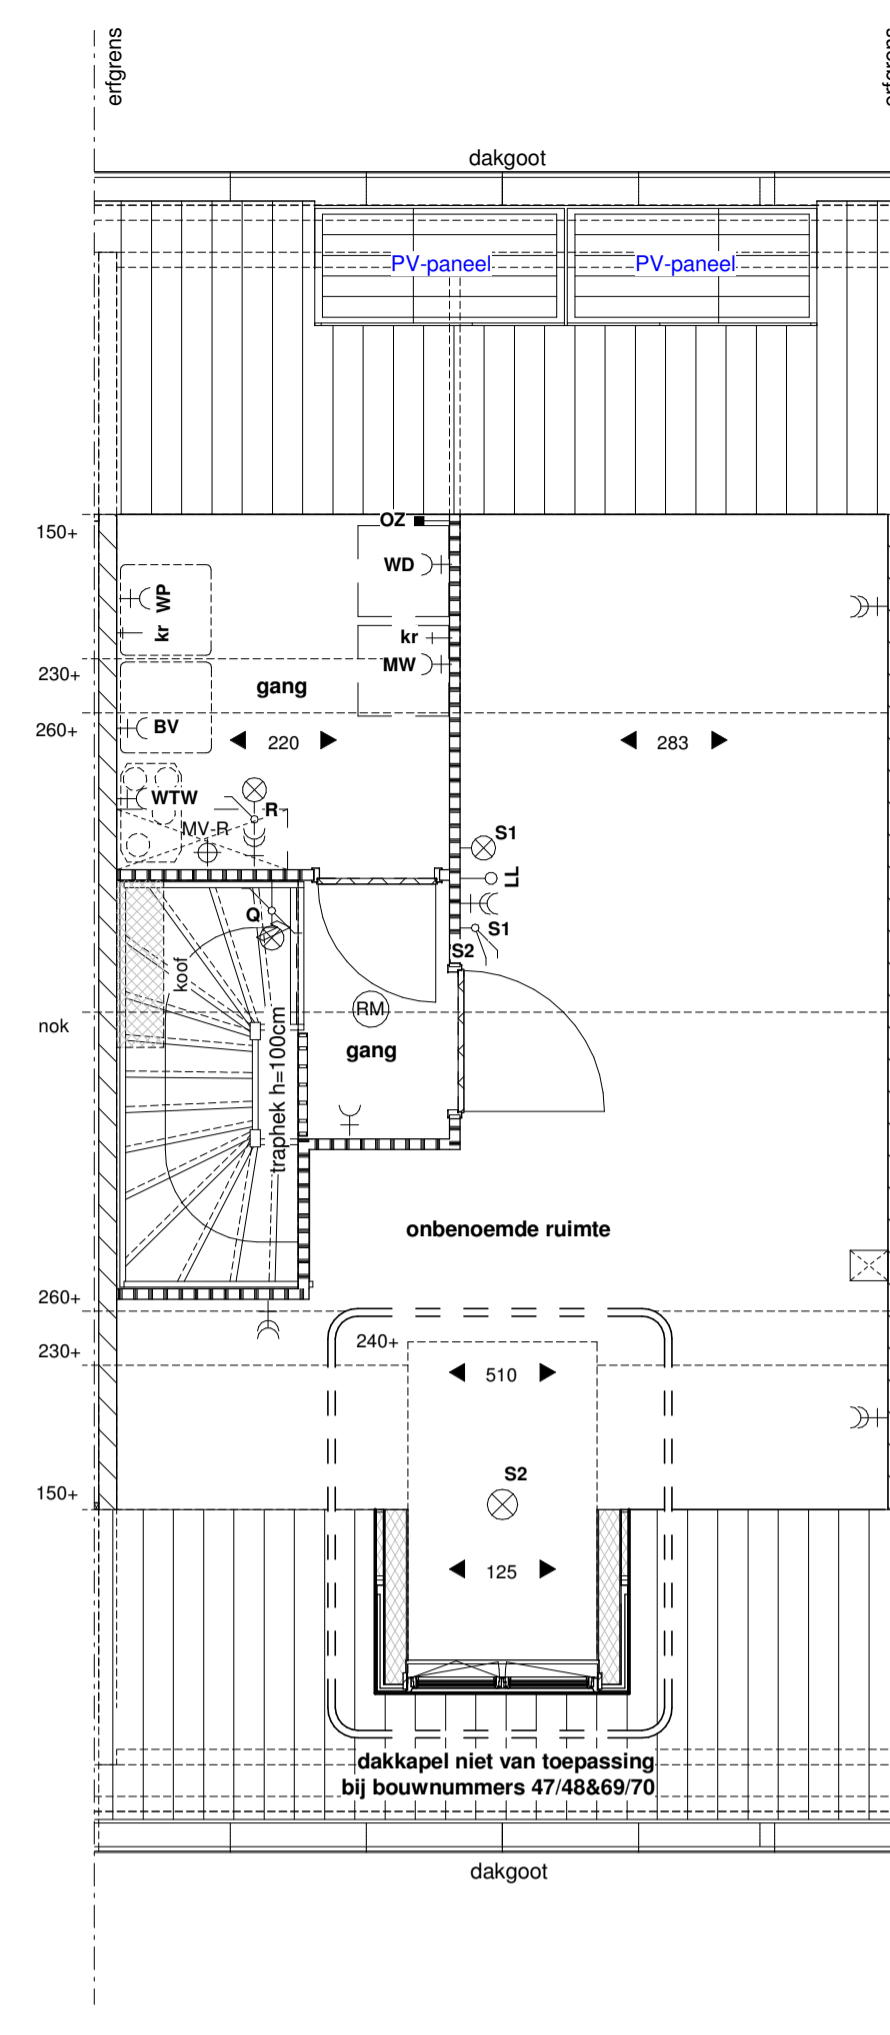 erfgrens
erfgrens
dakgoot
PV-paneel
PV-paneel
OZ
150+
WD
WP
kr
kr
MW
230+
gang
260+
BV
220
283
WTW
R
MV-R
S1
LL
Q
S1
S2
koof
RM
nok
gang
traphek h=100cm
onbenoemde ruimte
260+
240+
230+
510
S2
150+
125
dakkapel niet van toepassing
bij bouwnummers 47/48&69/70
dakgoot